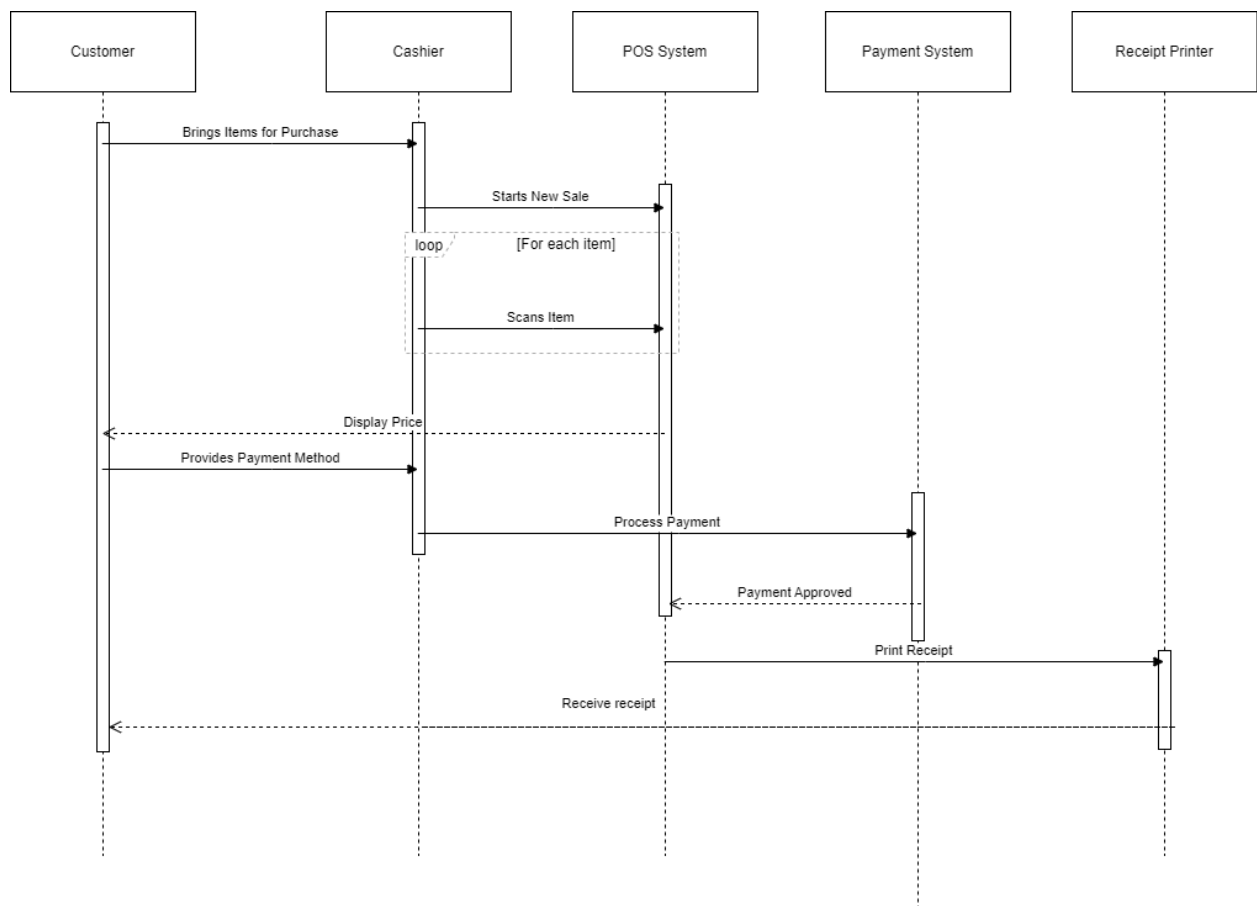 Customer
Cashier
POS System
Payment System
Receipt Printer
Brings Items for Purchase
Starts New Sale
loop
[For each item]
Scans Item
Display Price
Provides Payment Method
Process Payment
Payment Approved
Print Receipt
Receive receipt